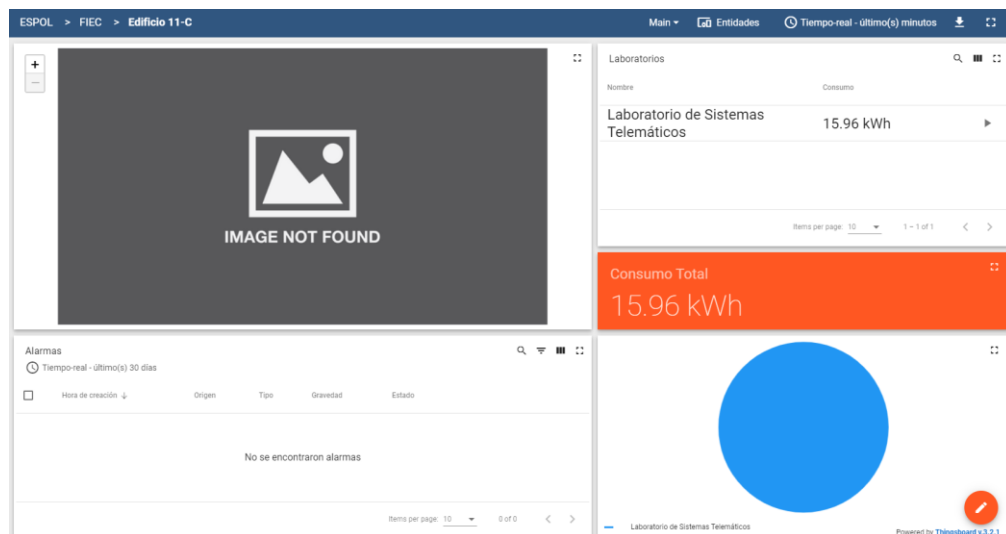 ESPOL > FIEC > Edificio 11-C
Main Entidades Tiempo-real - último(s) minutos
+
−
IMAGE NOT FOUND
Laboratorios
Nombre Consumo
Laboratorio de Sistemas
Telemáticos
15.96 kWh
Items per page: 10 1 – 1 of 1
Consumo Total
15.96 kWh
Alarmas
Tiempo-real - último(s) 30 días
Hora de creación ↓ Origen Tipo Gravedad Estado
No se encontraron alarmas
Items per page: 10 0 of 0
Laboratorio de Sistemas Telemáticos
Powered by Thingsboard v.3.2.1